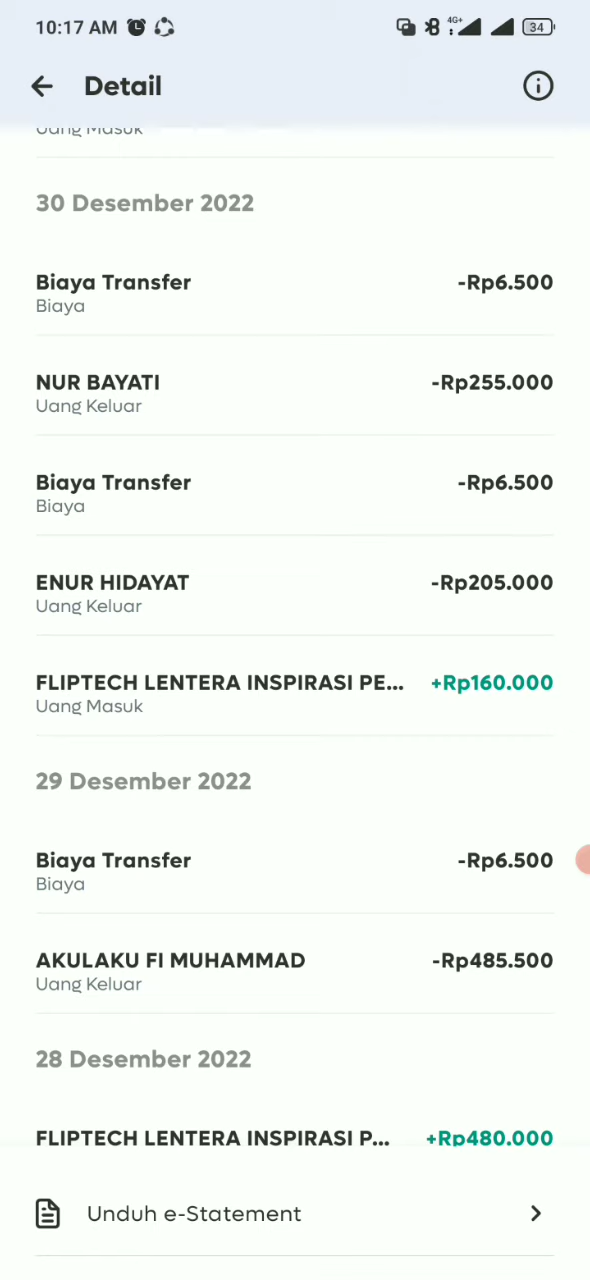 10:17 AM
4G+
34
Detail
Uang Masuk
30 Desember 2022
Biaya Transfer -Rp6.500
Biaya
NUR BAYATI -Rp255.000
Uang Keluar
Biaya Transfer -Rp6.500
Biaya
ENUR HIDAYAT -Rp205.000
Uang Keluar
FLIPTECH LENTERA INSPIRASI PE... +Rp160.000
Uang Masuk
29 Desember 2022
Biaya Transfer -Rp6.500
Biaya
AKULAKU FI MUHAMMAD -Rp485.500
Uang Keluar
28 Desember 2022
FLIPTECH LENTERA INSPIRASI P... +Rp480.000
Unduh e-Statement